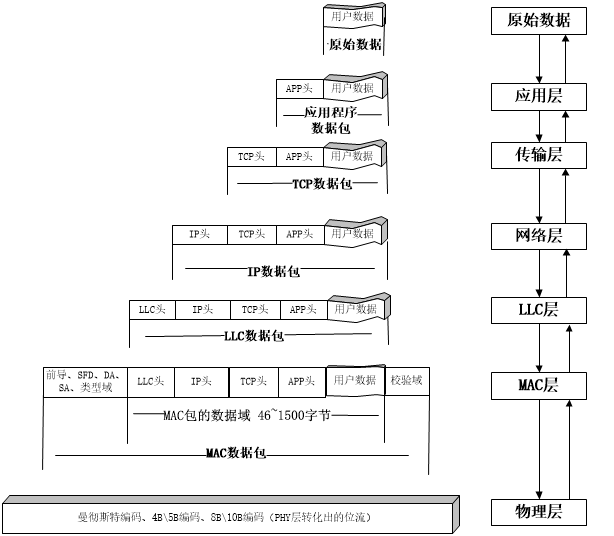 用户数据
原始数据
原始数据
APP头 用户数据
应用程序
数据包
应用层
TCP头 APP头 用户数据
TCP数据包
传输层
IP头 TCP头 APP头 用户数据
IP数据包
网络层
LLC头 IP头 TCP头 APP头 用户数据
LLC数据包
LLC层
前导、SFD、DA、
SA、类型域
LLC头 IP头 TCP头 APP头 用户数据 校验域
MAC包的数据域 46~1500字节
MAC数据包
MAC层
曼彻斯特编码、4B\5B编码、8B\10B编码（PHY层转化出的位流）
物理层